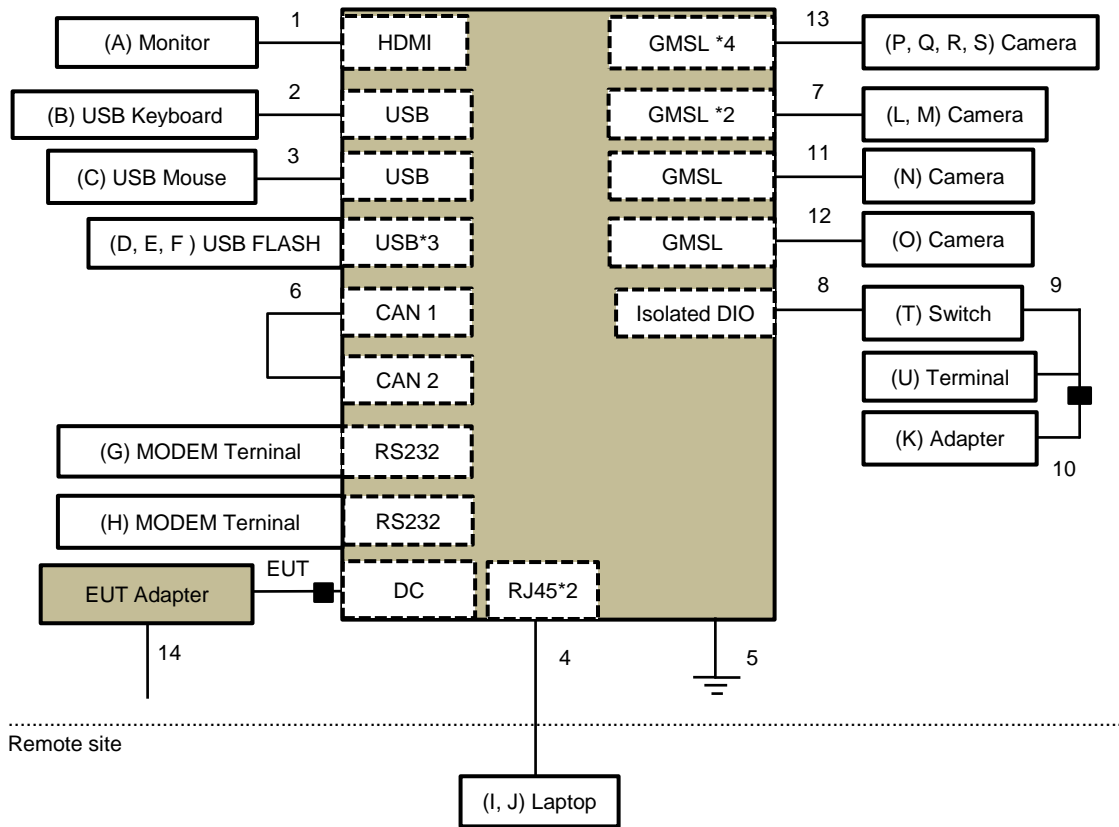 1
13
(A) Monitor
HDMI
GMSL *4
(P, Q, R, S) Camera
2
7
(B) USB Keyboard
USB
GMSL *2
(L, M) Camera
3
11
(C) USB Mouse
USB
GMSL
(N) Camera
12
(D, E, F ) USB FLASH
USB*3
GMSL
(O) Camera
6
8
9
CAN 1
Isolated DIO
(T) Switch
CAN 2
(U) Terminal
(G) MODEM Terninal
RS232
(K) Adapter
10
(H) MODEM Terninal
RS232
EUT
EUT Adapter
DC
RJ45*2
14
4
5
Remote site
(I, J) Laptop